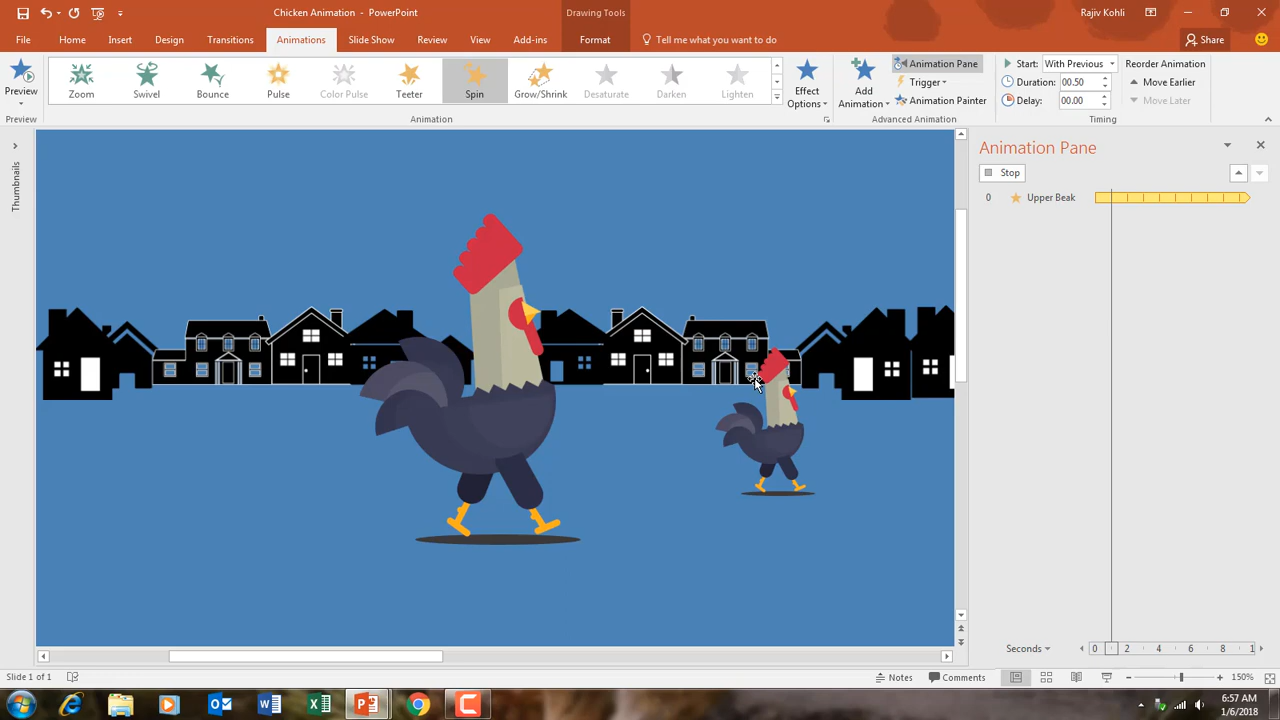 Chicken Animation - PowerPoint
Drawing Tools
Rajiv Kohli
File Home Insert Design Transitions Animations Slide Show Review View Add-ins Format Tell me what you want to do Share
Preview
Zoom Swivel Bounce Pulse Color Pulse Teeter Spin Grow/Shrink Desaturate Darken Lighten
Effect Options
Add Animation
Animation Pane
Trigger
Animation Painter
Start: With Previous
Duration: 00.50
Delay: 00.00
Reorder Animation
Move Earlier
Move Later
Preview Animation Advanced Animation Timing
Thumbnails
Animation Pane
Stop
0 Upper Beak
Seconds 0 2 4 6 8 1
Slide 1 of 1 Notes Comments 150%
6:57 AM
1/6/2018